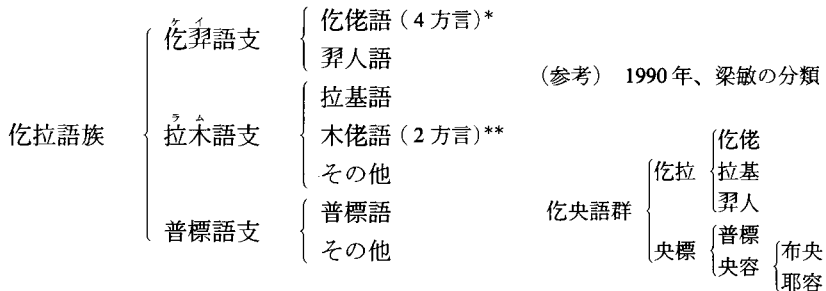 仡佬語（4方言）*
ケイ
仡羿語支
羿人語
（参考） 1990年、梁敏の分類
拉基語
仡拉語族
ラム
拉木語支
木佬語（2方言）**
その他
普標語支
普標語
その他
仡央語群
仡拉
仡佬
拉基
羿人
央標
普標
央容
布央
耶容